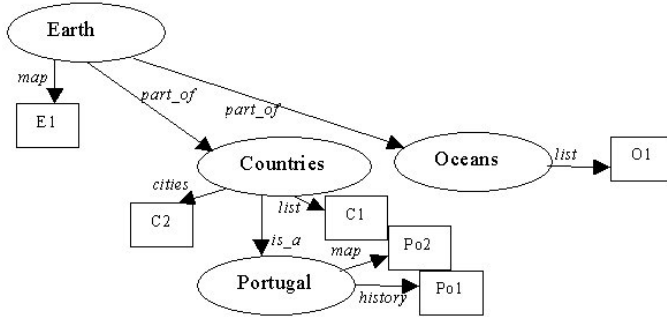 Earth
map
part_of
part_of
E1
Countries
Oceans
list
O1
cities
list
C2
C1
is_a
map
Po2
Portugal
history
Po1